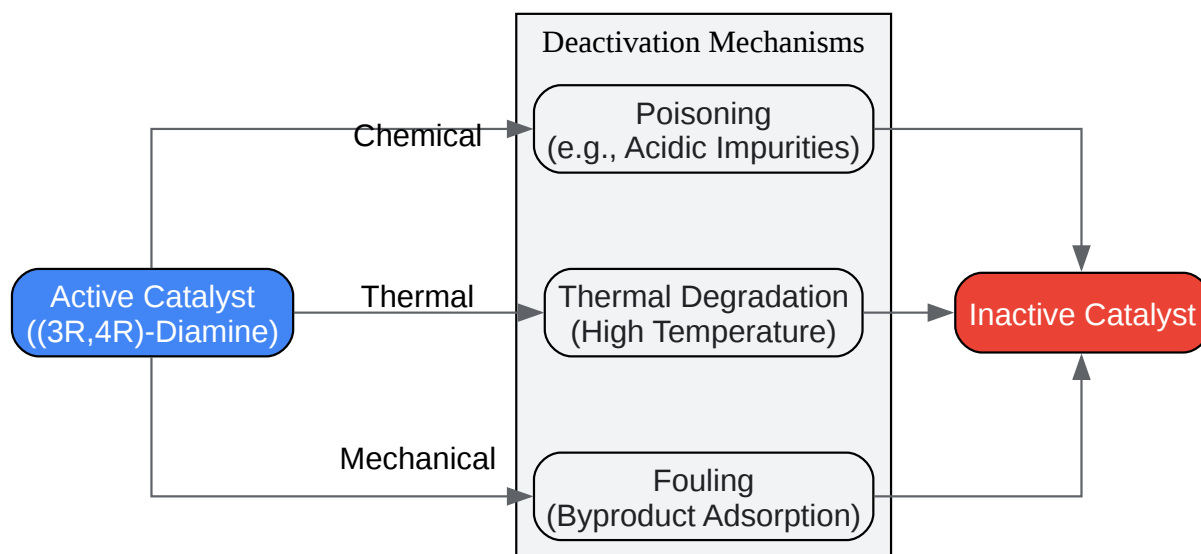 Deactivation Mechanisms
Poisoning
(e.g., Acidic Impurities)
Chemical
Active Catalyst
((3R,4R)-Diamine)
Thermal
Thermal Degradation
(High Temperature)
Inactive Catalyst
Mechanical
Fouling
(Byproduct Adsorption)